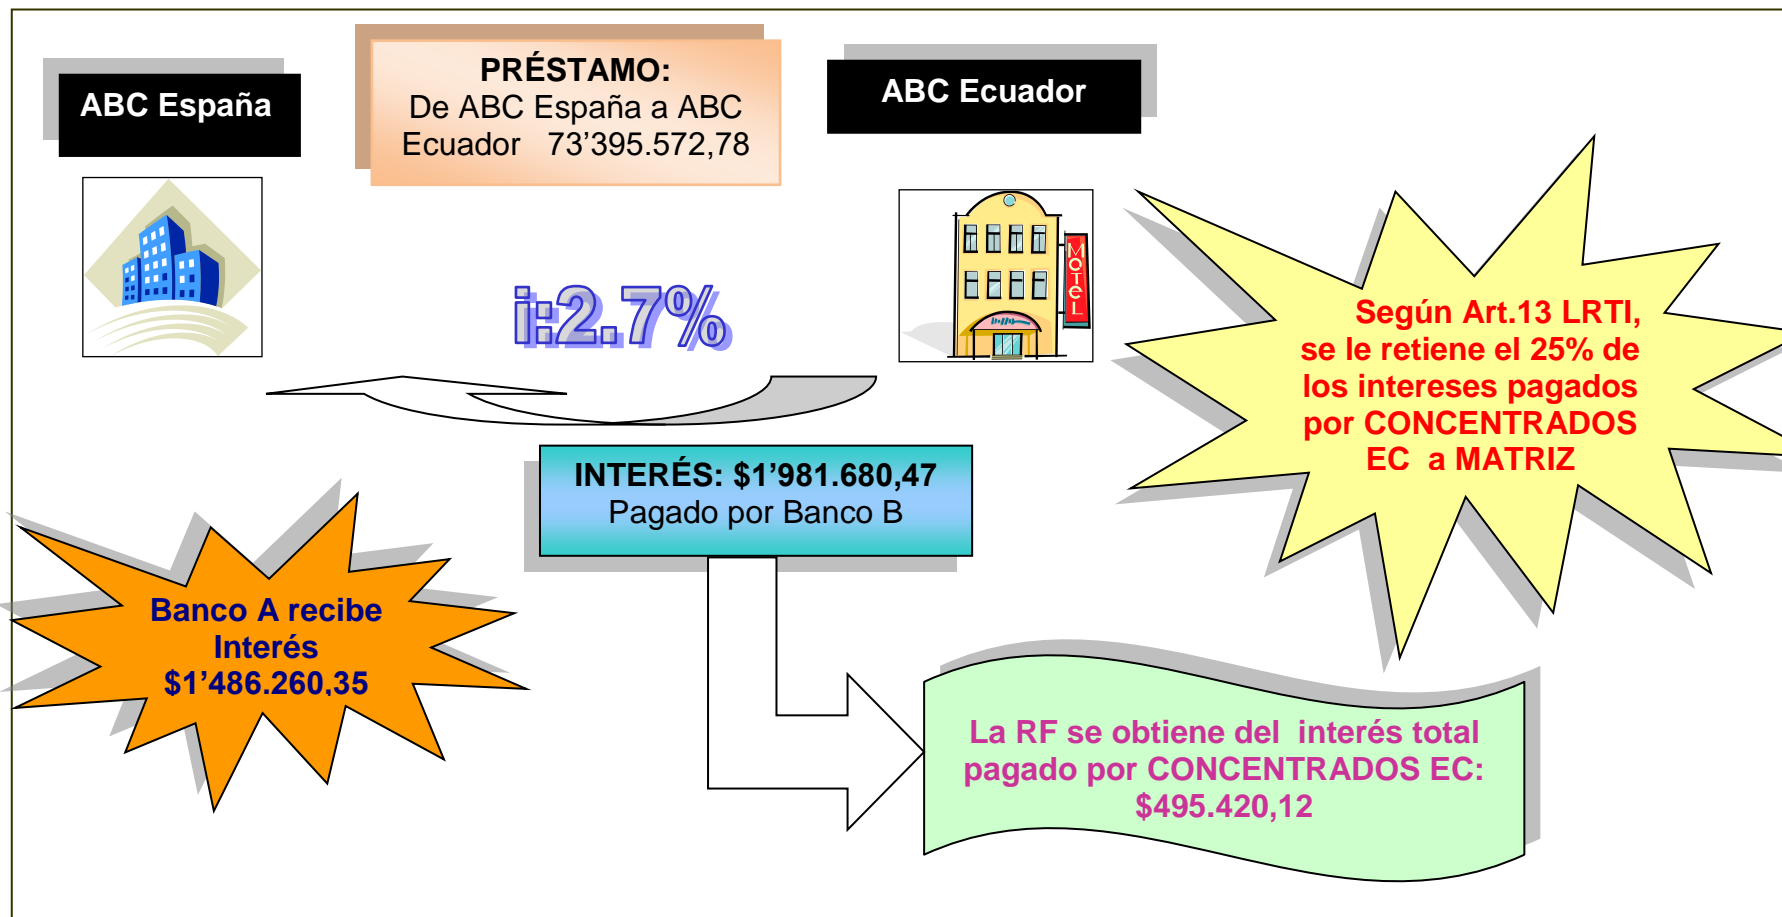 ABC España
PRÉSTAMO:
De ABC España a ABC
Ecuador 73’395.572,78
ABC Ecuador
MOTEL
i:2.7%
Según Art.13 LRTI,
se le retiene el 25% de
los intereses pagados
por CONCENTRADOS
EC a MATRIZ
INTERÉS: $1’981.680,47
Pagado por Banco B
Banco A recibe
Interés
$1’486.260,35
La RF se obtiene del interés total
pagado por CONCENTRADOS EC:
$495.420,12